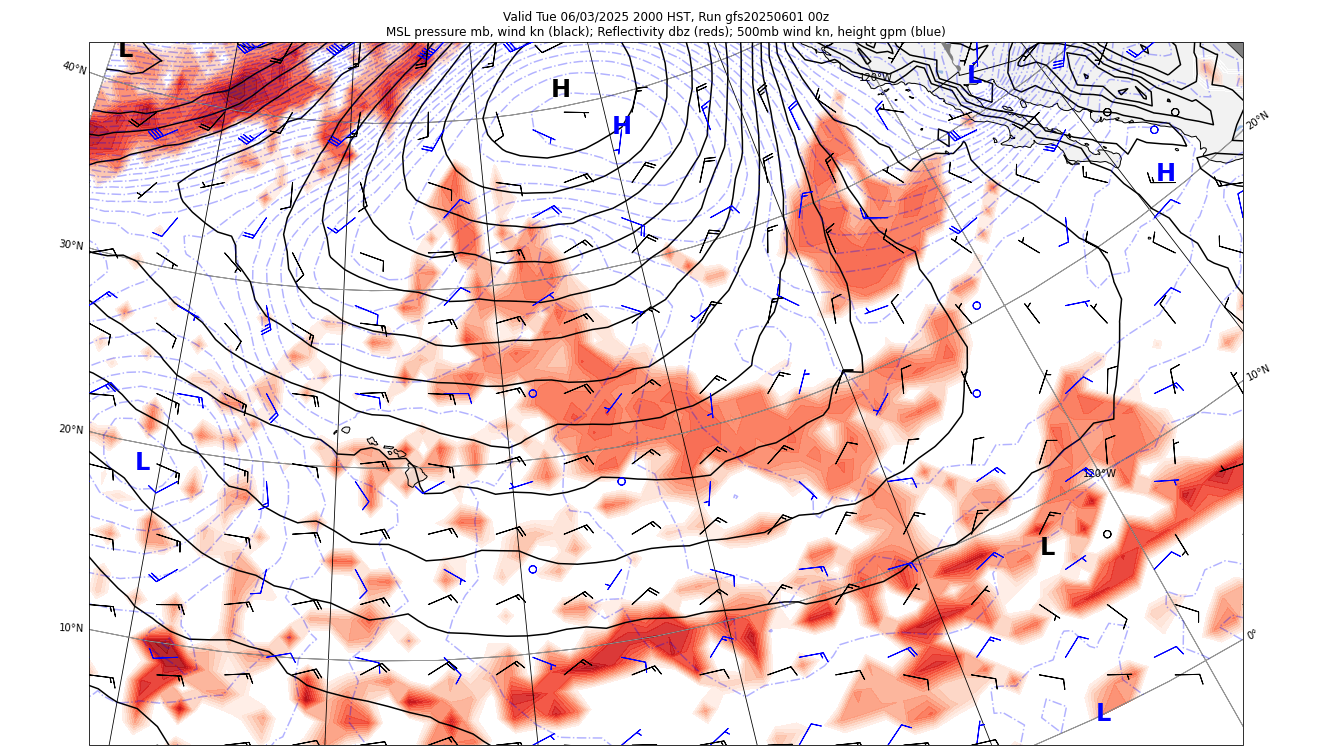 Valid Tue 06/03/2025 2000 HST, Run gfs20250601 00z
MSL pressure mb, wind kn (black); Reflectivity dbz (reds); 500mb wind kn, height gpm (blue)
L
40°N
H
L
120°W
H
20°N
H
30°N
10°N
20°N
L
120°W
L
10°N
0°
L